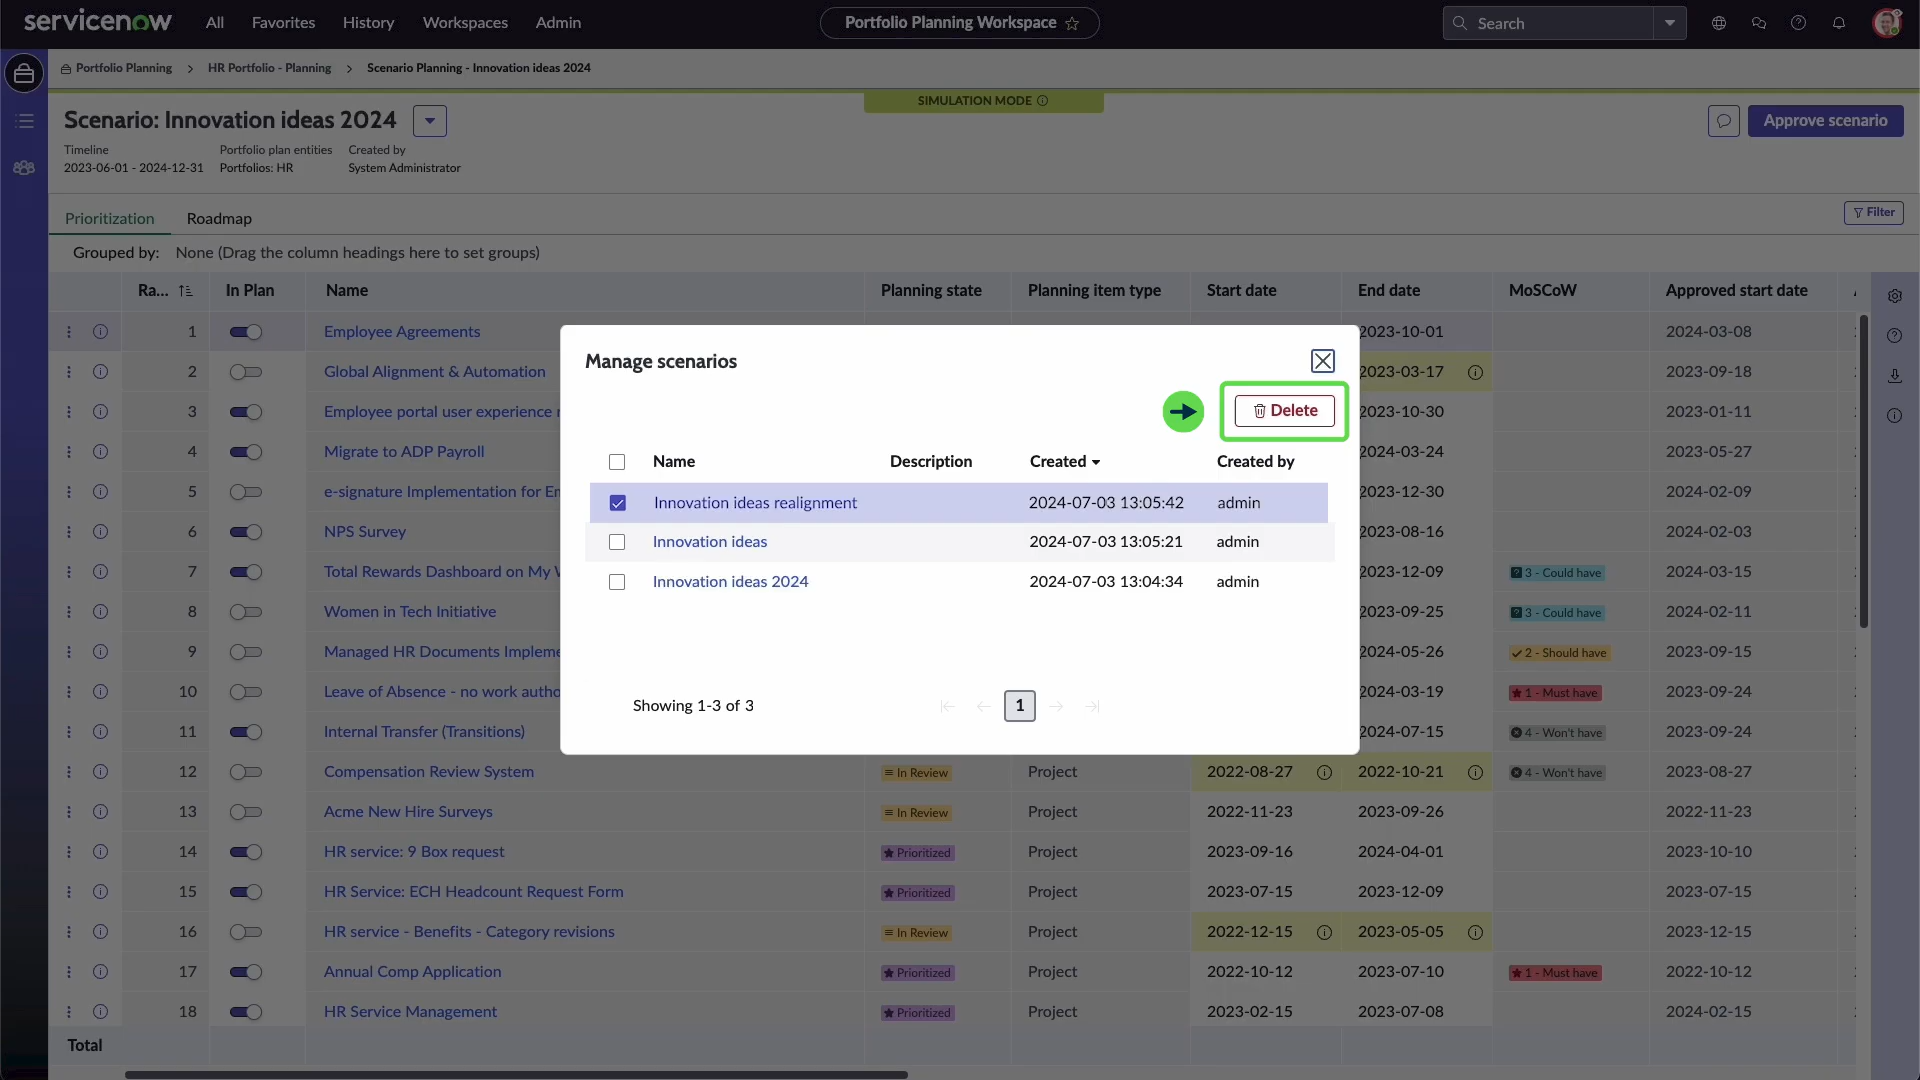 servicenow
All
Favorites
History
Workspaces
Admin
Portfolio Planning Workspace
Search
Portfolio Planning
HR Portfolio - Planning
Scenario Planning - Innovation ideas 2024
SIMULATION MODE
Scenario: Innovation ideas 2024
Approve scenario
Timeline
2023-06-01 - 2024-12-31
Portfolio plan entities
Portfolios: HR
Created by
System Administrator
Prioritization
Roadmap
Filter
Grouped by: None (Drag the column headings here to set groups)
Ra... In Plan Name Planning state Planning item type Start date End date MoSCoW Approved start date
1 Employee Agreements 2023-10-01 2024-03-08
2 Global Alignment & Automation 2023-03-17 2023-09-18
3 Employee portal user experience 2023-10-30 2023-01-11
4 Migrate to ADP Payroll 2024-03-24 2023-05-27
5 e-signature Implementation for 2023-12-30 2024-02-09
6 NPS Survey 2023-08-16 2024-02-03
7 Total Rewards Dashboard on My 2023-12-09 3 - Could have 2024-03-15
8 Women in Tech Initiative 2023-09-25 3 - Could have 2024-02-11
9 Managed HR Documents Impleme 2024-05-26 2 - Should have 2023-09-15
10 Leave of Absence - no work autho 2024-03-19 1 - Must have 2023-09-24
11 Internal Transfer (Transitions) 2024-07-15 4 - Won't have 2023-09-24
12 Compensation Review System In Review Project 2022-08-27 2022-10-21 4 - Won't have 2023-08-27
13 Acme New Hire Surveys In Review Project 2022-11-23 2023-09-26 2022-11-23
14 HR service: 9 Box request Prioritized Project 2023-09-16 2024-04-01 2023-10-10
15 HR Service: ECH Headcount Request Form Prioritized Project 2023-07-15 2023-12-09 2023-07-15
16 HR service - Benefits - Category revisions In Review Project 2022-12-15 2023-05-05 2023-12-15
17 Annual Comp Application Prioritized Project 2022-10-12 2023-07-10 1 - Must have 2022-10-12
18 HR Service Management Prioritized Project 2023-02-15 2023-07-08 2024-02-15
Total
Manage scenarios
Delete
Name Description Created Created by
Innovation ideas realignment 2024-07-03 13:05:42 admin
Innovation ideas 2024-07-03 13:05:21 admin
Innovation ideas 2024 2024-07-03 13:04:34 admin
Showing 1-3 of 3
1